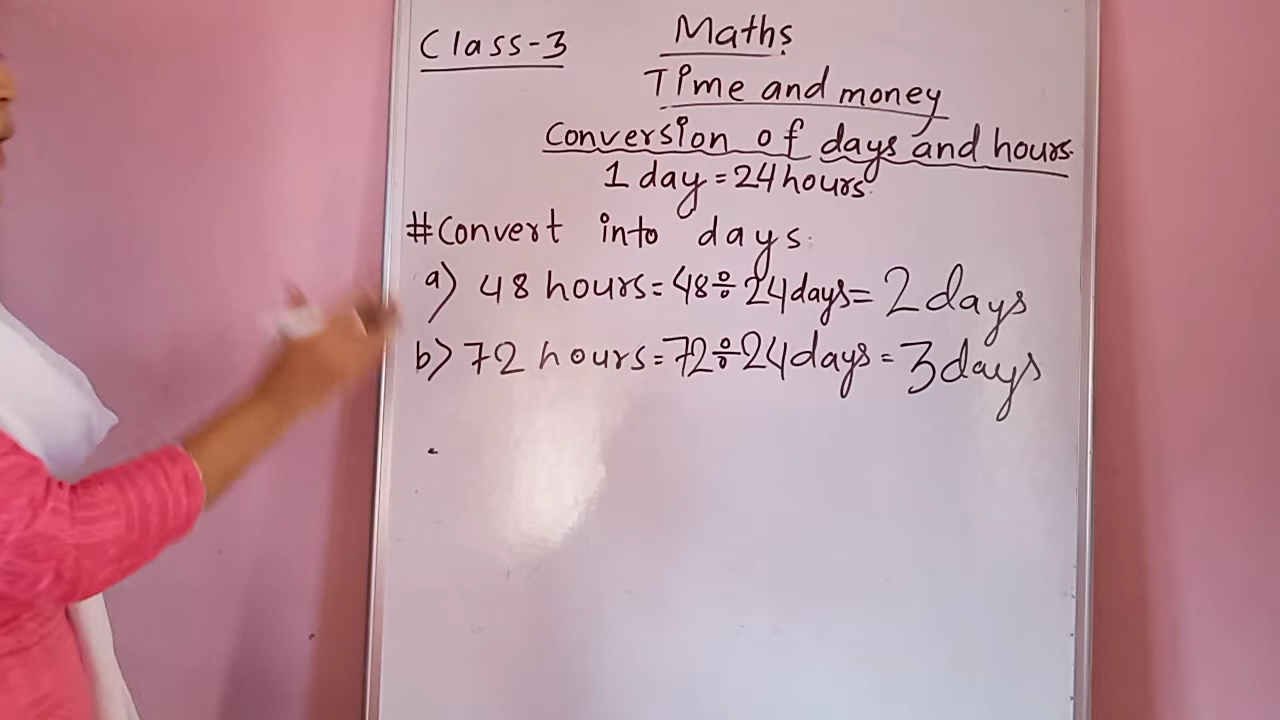 Class-3
Maths
Time and money
Conversion of days and hours.
1 day = 24 hours.
#Convert into days.
a) 48 hours = 48÷24 days = 2 days
b) 72 hours = 72÷24 days = 3 days